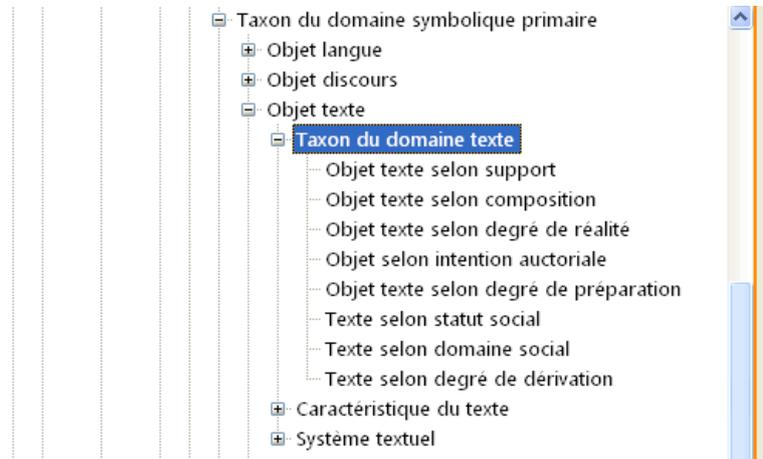 Taxon du domaine symbolique primaire
Objet langue
Objet discours
Objet texte
Taxon du domaine texte
Objet texte selon support
Objet texte selon composition
Objet texte selon degré de réalité
Objet selon intention auctoriale
Objet texte selon degré de préparation
Texte selon statut social
Texte selon domaine social
Texte selon degré de dérivation
Caractéristique du texte
Système textuel